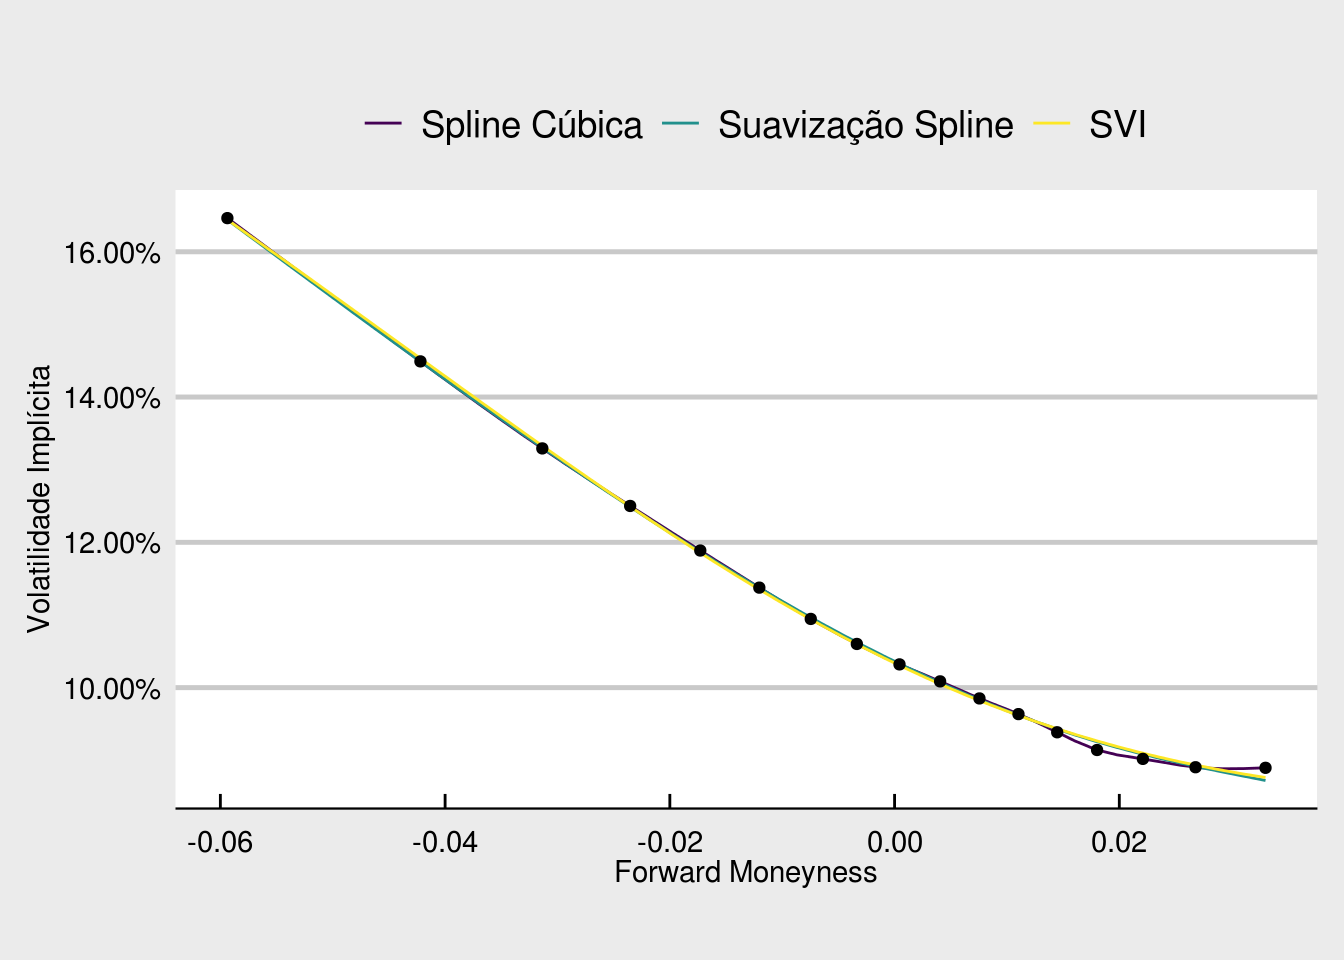 Spline Cúbica Suavização Spline SVI
16.00%
14.00%
12.00%
10.00%
Volatilidade Implícita
-0.06 -0.04 -0.02 0.00 0.02
Forward Moneyness